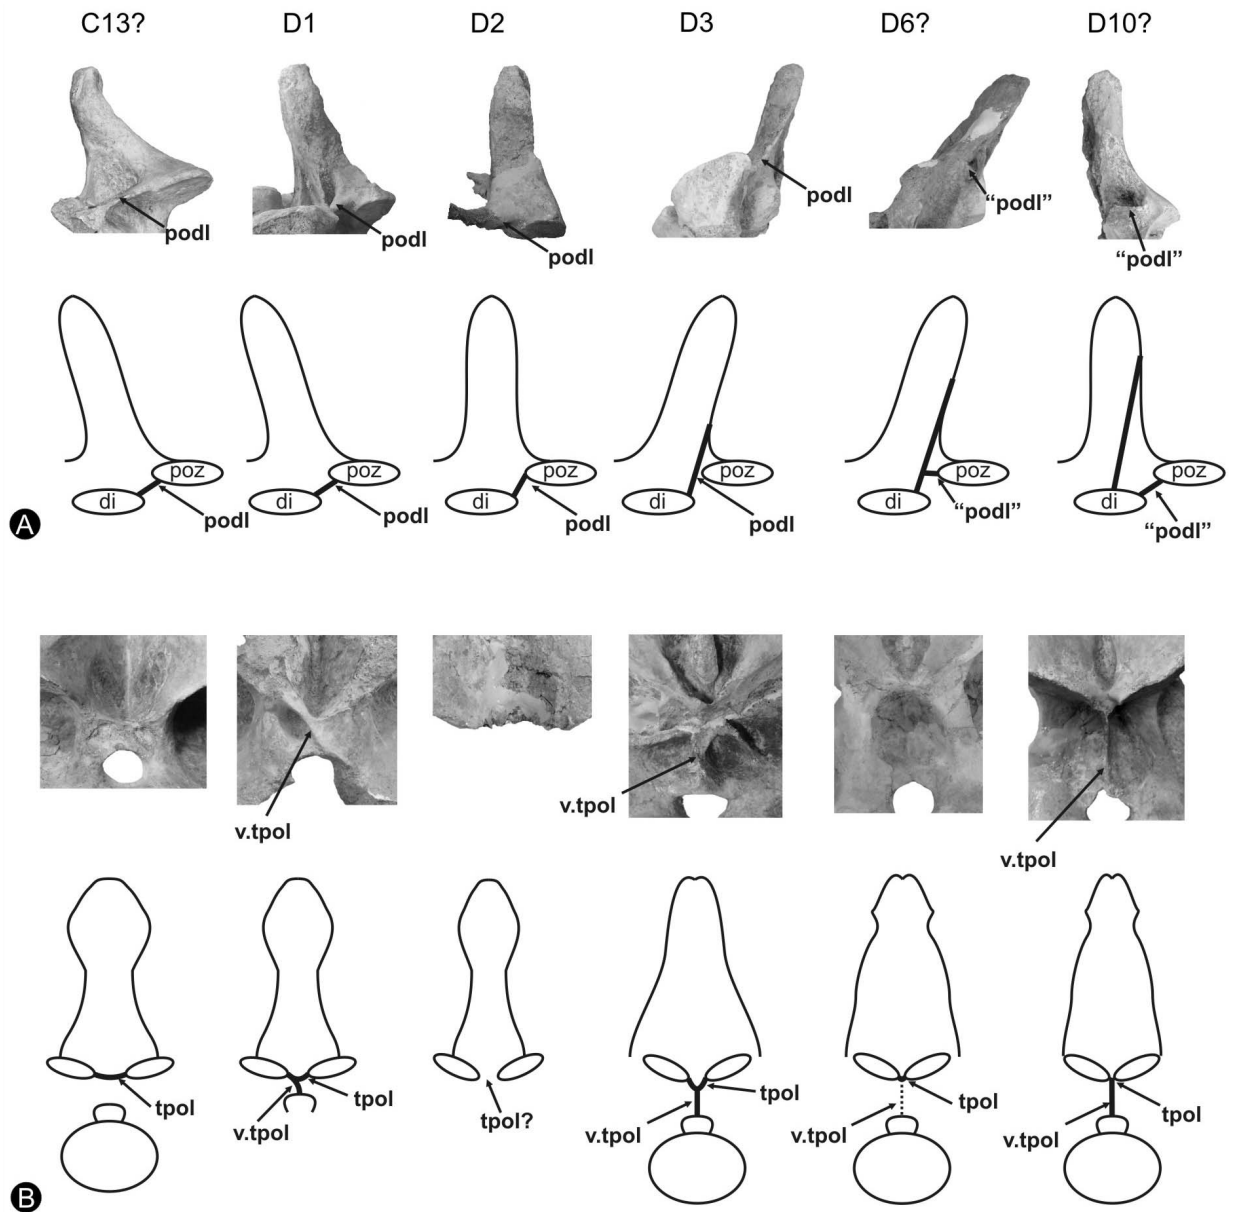 C13? D1 D2 D3 D6? D10?
podl podl podl podl “podl” “podl”
poz poz poz poz poz poz
di di di di di di
podl podl podl podl “podl” “podl”
A
v.tpol v.tpol v.tpol
tpol tpol tpol? tpol tpol tpol
v.tpol v.tpol v.tpol v.tpol
B